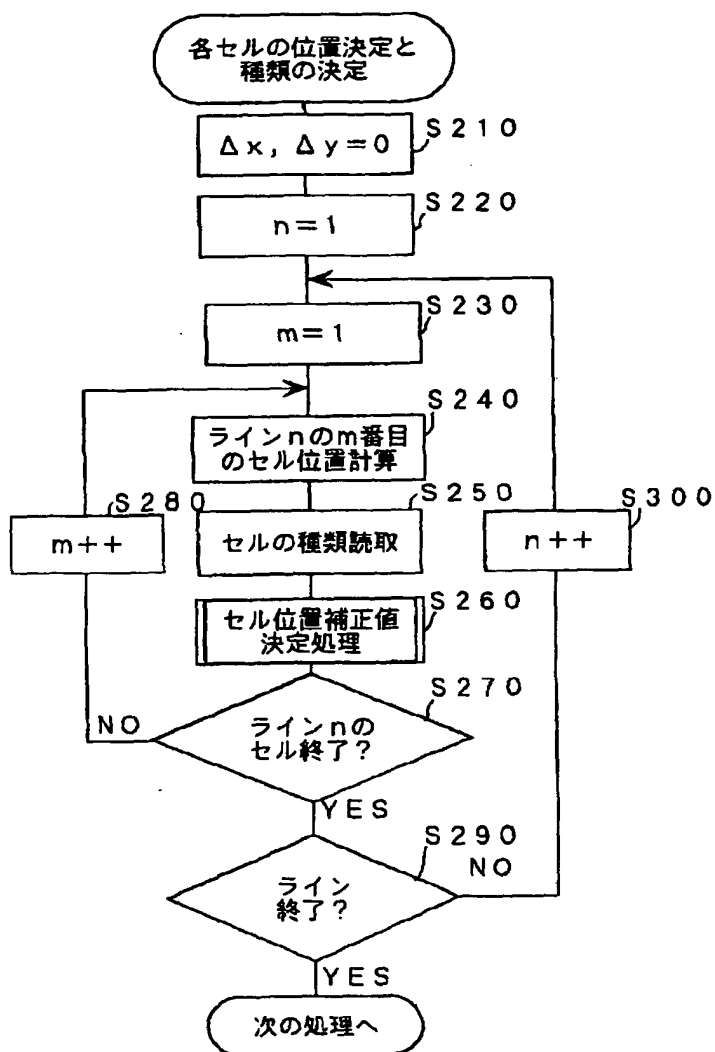 各セルの位置決定と
種類の決定
Δx, Δy=0
S210
n=1
S220
m=1
S230
ラインnのm番目
のセル位置計算
S240
セルの種類読取
S250
セル位置補正値
決定処理
S260
ラインnの
セル終了?
S270
NO
m++
S280
YES
ライン
終了?
S290
NO
n++
S300
YES
次の処理へ